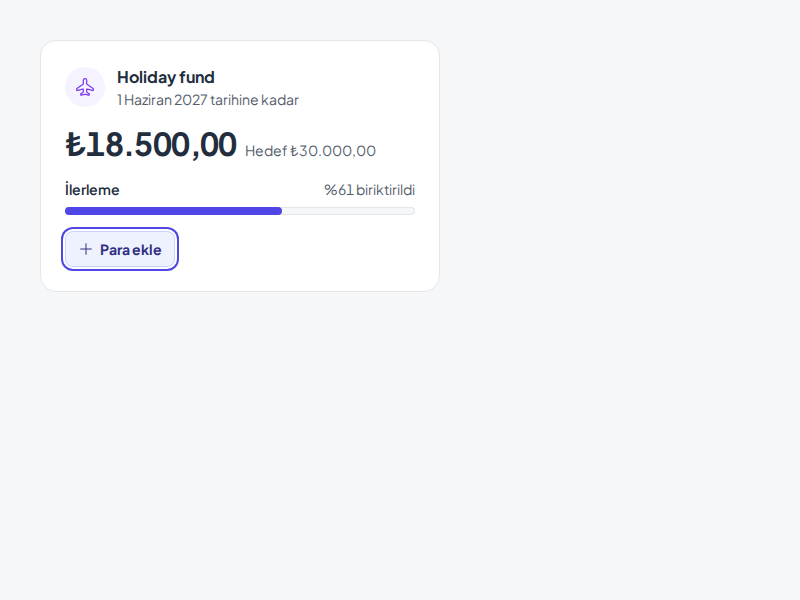 Holiday fund
1 Haziran 2027 tarihine kadar
₺18.500,00 Hedef ₺30.000,00
İlerleme %61 biriktirildi
Para ekle